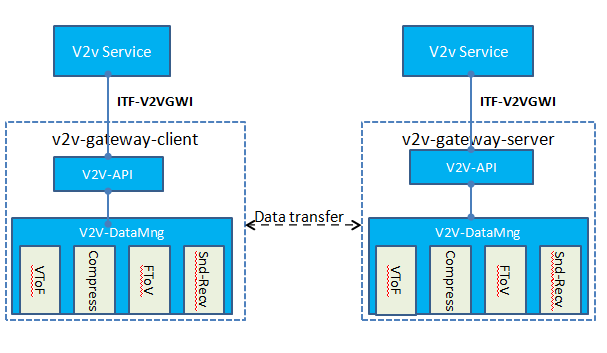 V2v Service
ITF-V2VGWI
v2v-gateway-client
V2V-API
V2V-DataMng
VToF
Compress
FToV
Snd-Recv
Data transfer
V2v Service
ITF-V2VGWI
v2v-gateway-server
V2V-API
V2V-DataMng
VToF
Compress
FToV
Snd-Recv